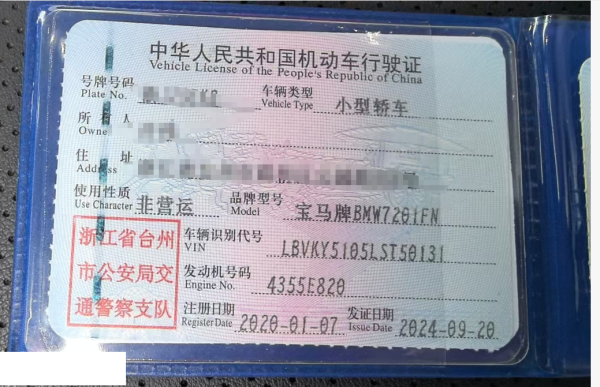 中华人民共和国机动车行驶证
Vehicle License of the People's Republic of China
号牌号码 车辆类型 小型轿车
Plate No. Vehicle Type
所有人
Owne
住址
Address
使用性质 非营运 品牌型号 宝马牌BMW7201FN
Use Character Model
浙江省台州 车辆识别代号 LBVKY5105LST50131
VIN
市公安局交 发动机号码 4355E820
Engine No.
通警察支队 注册日期 2020-01-07 发证日期 2024-09-20
Register Date Issue Date